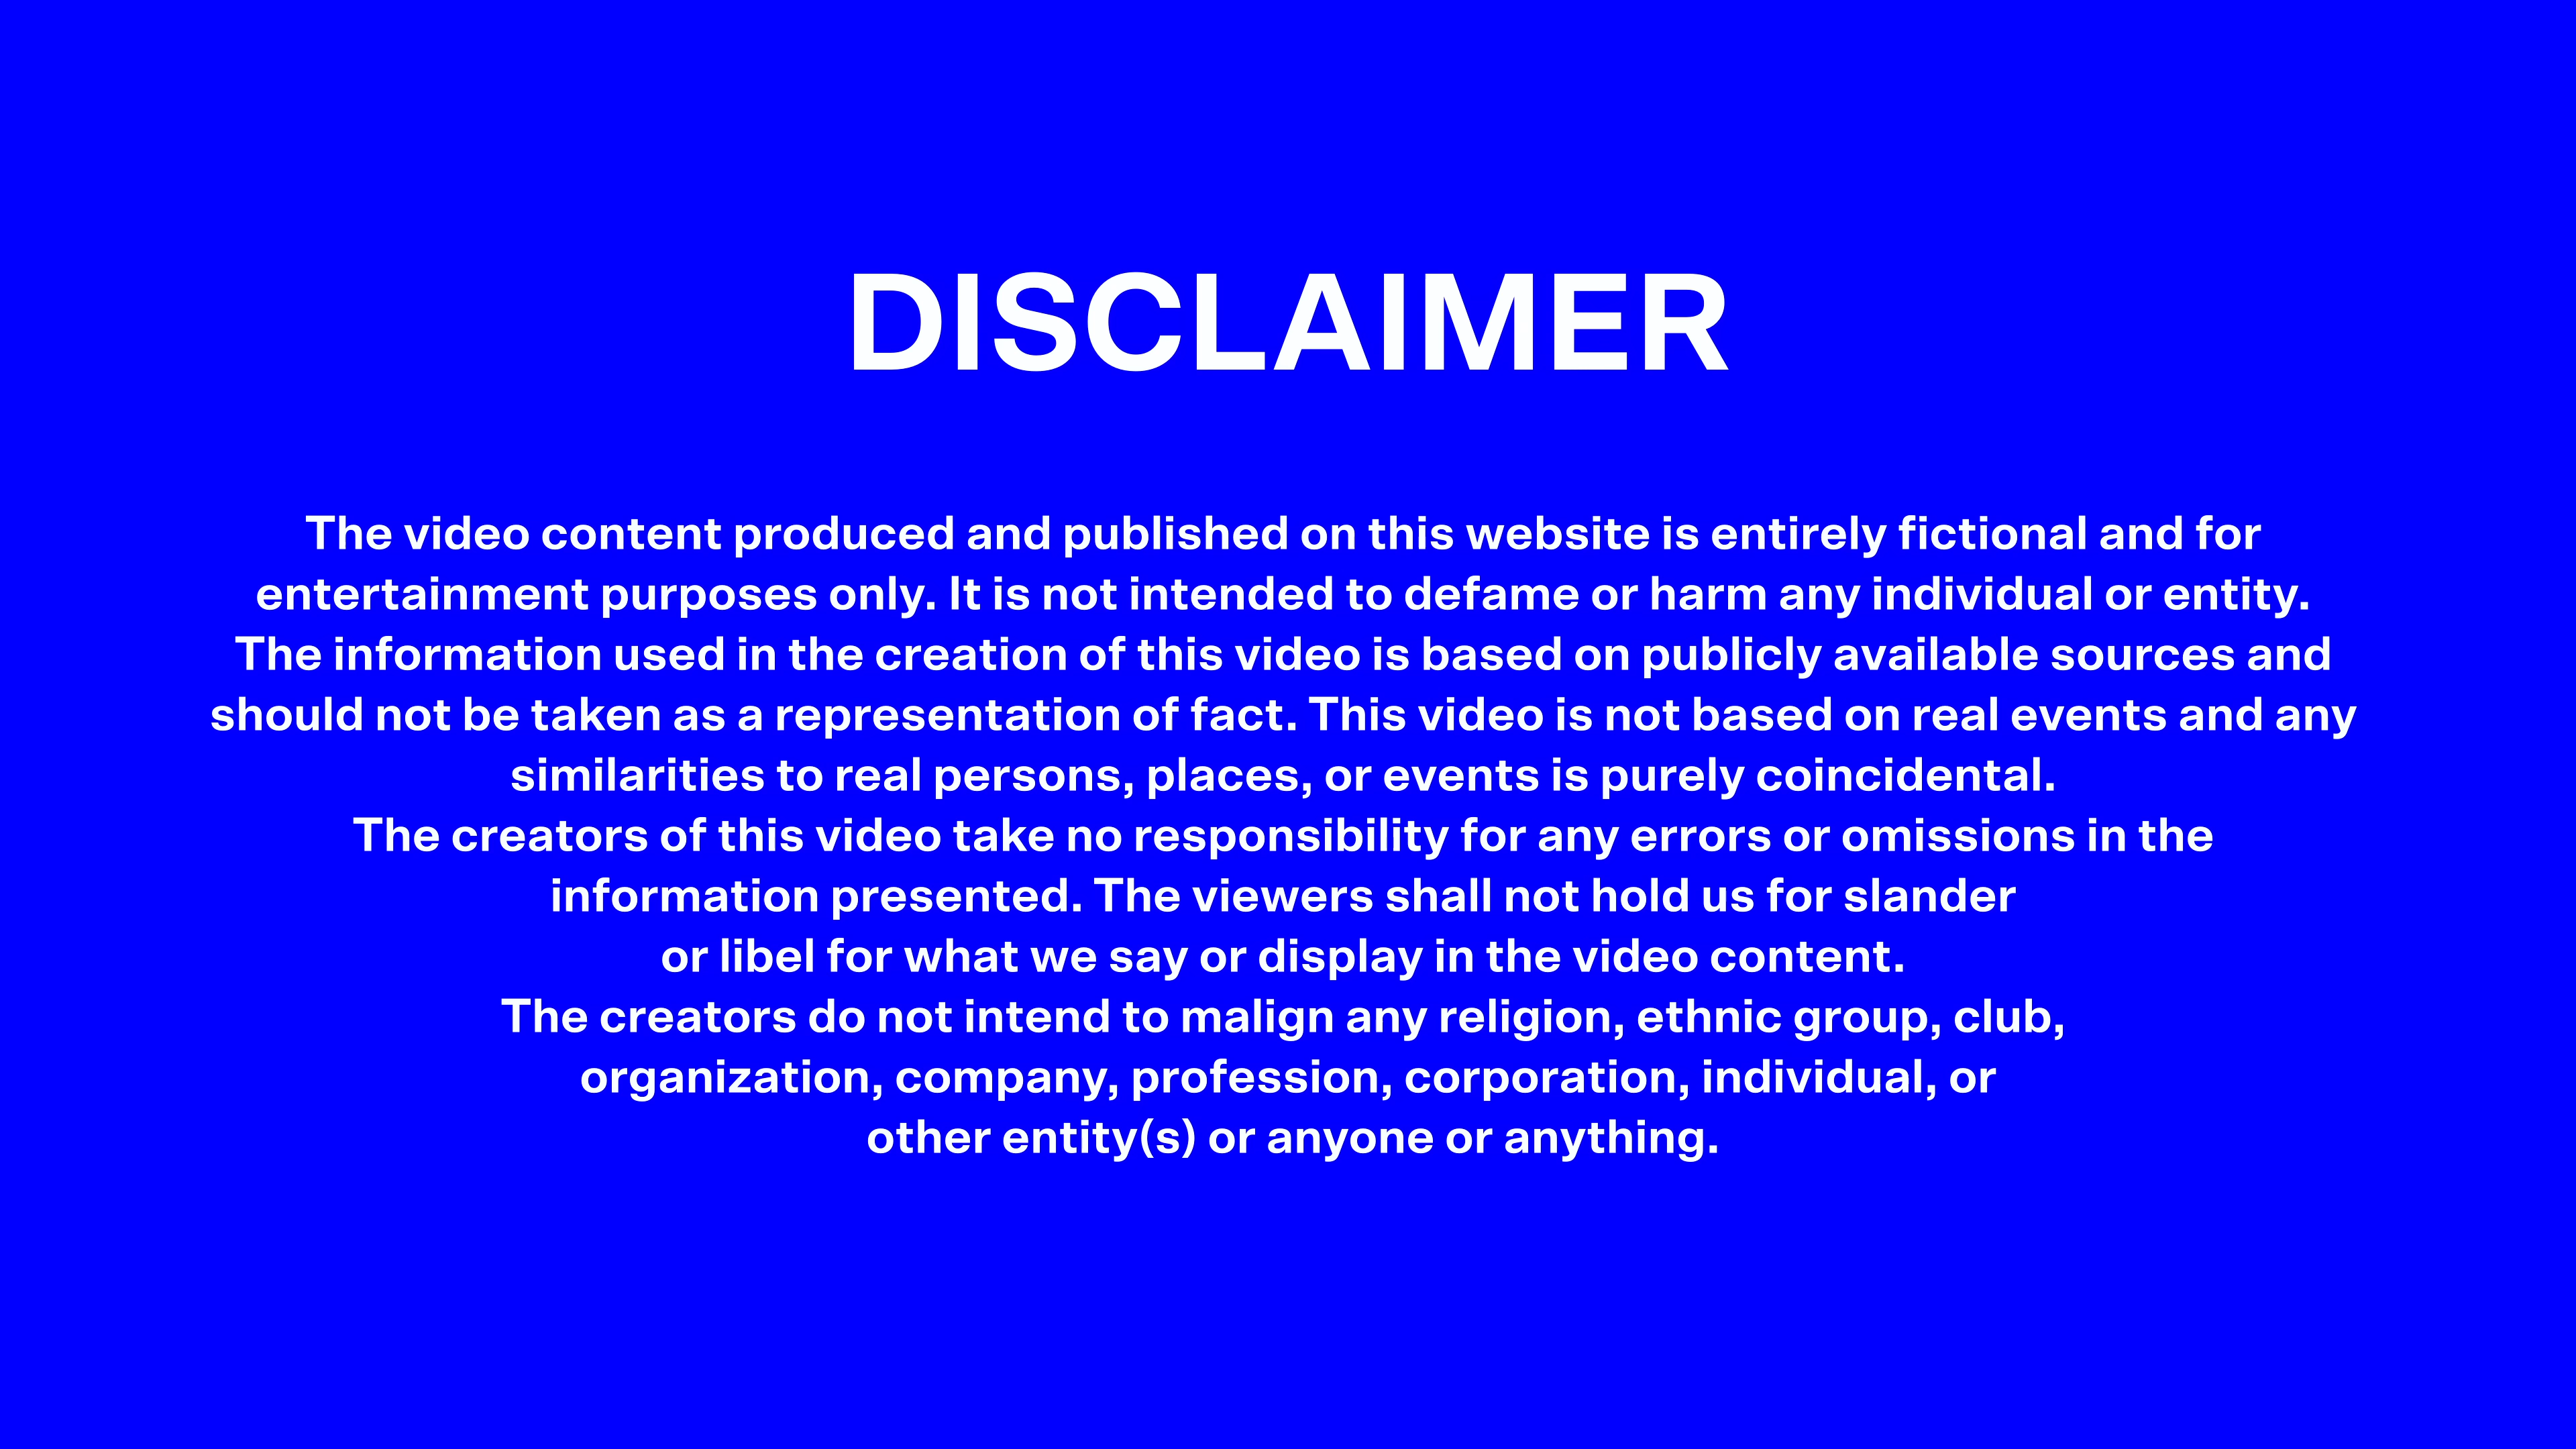 DISCLAIMER
The video content produced and published on this website is entirely fictional and for
entertainment purposes only. It is not intended to defame or harm any individual or entity.
The information used in the creation of this video is based on publicly available sources and
should not be taken as a representation of fact. This video is not based on real events and any
similarities to real persons, places, or events is purely coincidental.
The creators of this video take no responsibility for any errors or omissions in the
information presented. The viewers shall not hold us for slander
or libel for what we say or display in the video content.
The creators do not intend to malign any religion, ethnic group, club,
organization, company, profession, corporation, individual, or
other entity(s) or anyone or anything.